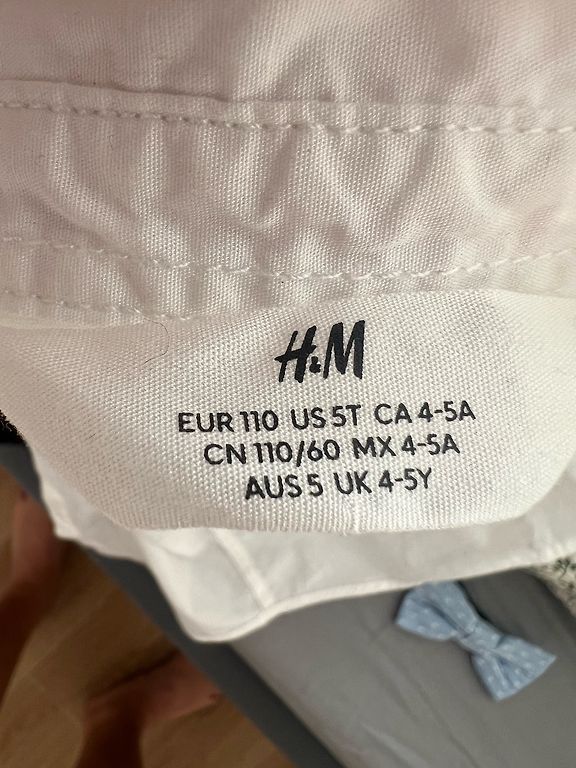 H&M
EUR 110 US 5T CA 4-5A
CN 110/60 MX 4-5A
AUS 5 UK 4-5Y